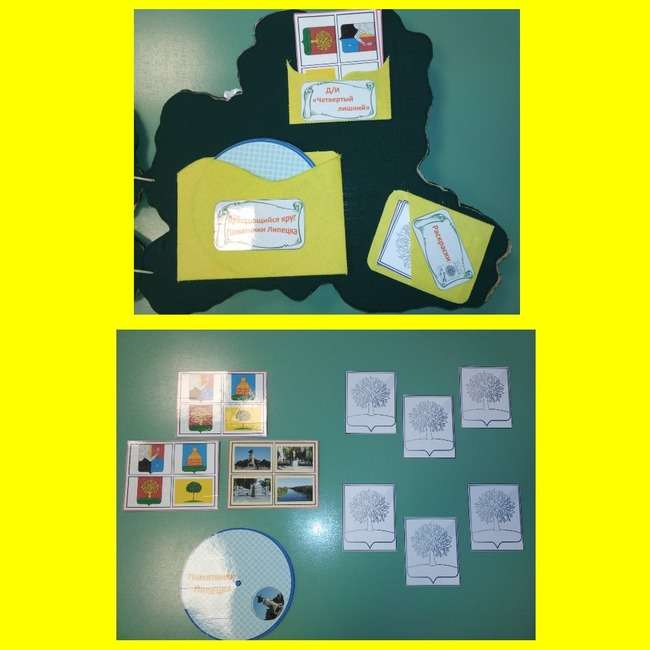 Д/И
«Четвертый
лишний»
Вращающийся круг
Памятники Липецка
Раскраски
Памятники
Липецка